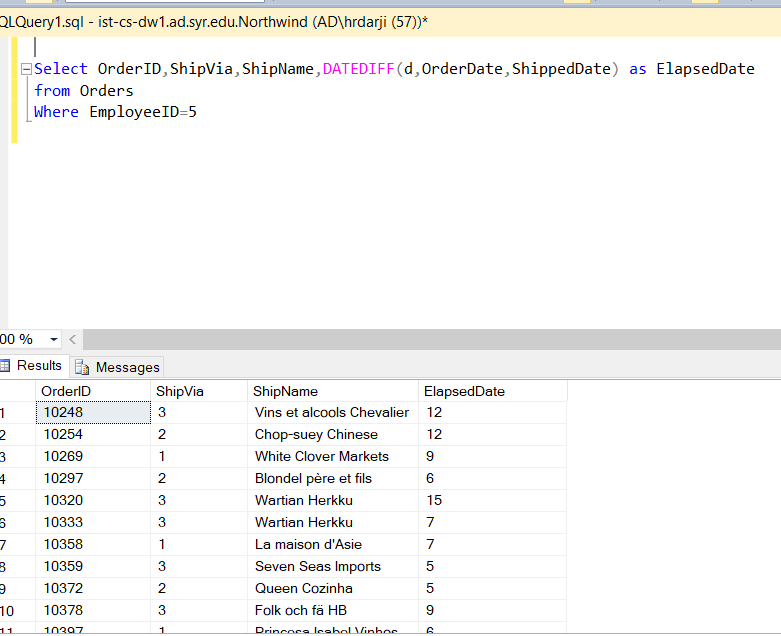 QLQuery1.sql - ist-cs-dw1.ad.syr.edu.Northwind (AD\hrdarji (57))*
Select OrderID,ShipVia,ShipName,DATEDIFF(d,OrderDate,ShippedDate) as ElapsedDate
from Orders
Where EmployeeID=5
00 %
Results Messages
OrderID ShipVia ShipName ElapsedDate
1 10248 3 Vins et alcools Chevalier 12
2 10254 2 Chop-suey Chinese 12
3 10269 1 White Clover Markets 9
4 10297 2 Blondel père et fils 6
5 10320 3 Wartian Herkku 15
6 10333 3 Wartian Herkku 7
7 10358 1 La maison d'Asie 7
8 10359 3 Seven Seas Imports 5
9 10372 2 Queen Cozinha 5
10 10378 3 Folk och fä HB 9
11 10397 1 Princesa Isabel Vinhos 6